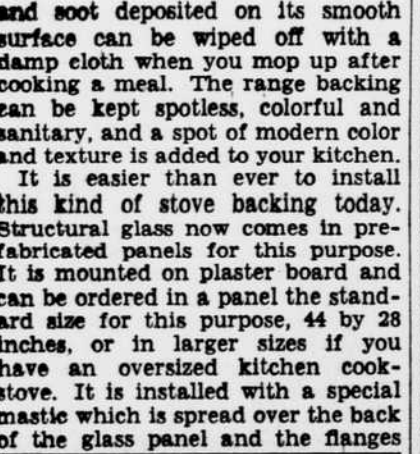 and soot deposited on its smooth
surface can be wiped off with a
damp cloth when you mop up after
cooking a meal. The range backing
can be kept spotless, colorful and
sanitary, and a spot of modern color
and texture is added to your kitchen.
It is easier than ever to install
this kind of stove backing today.
Structural glass now comes in pre-
fabricated panels for this purpose.
It is mounted on plaster board and
can be ordered in a panel the stand-
ard size for this purpose, 44 by 28
inches, or in larger sizes if you
have an oversized kitchen cook-
stove. It is installed with a special
mastic which is spread over the back
of the glass panel and the flanges